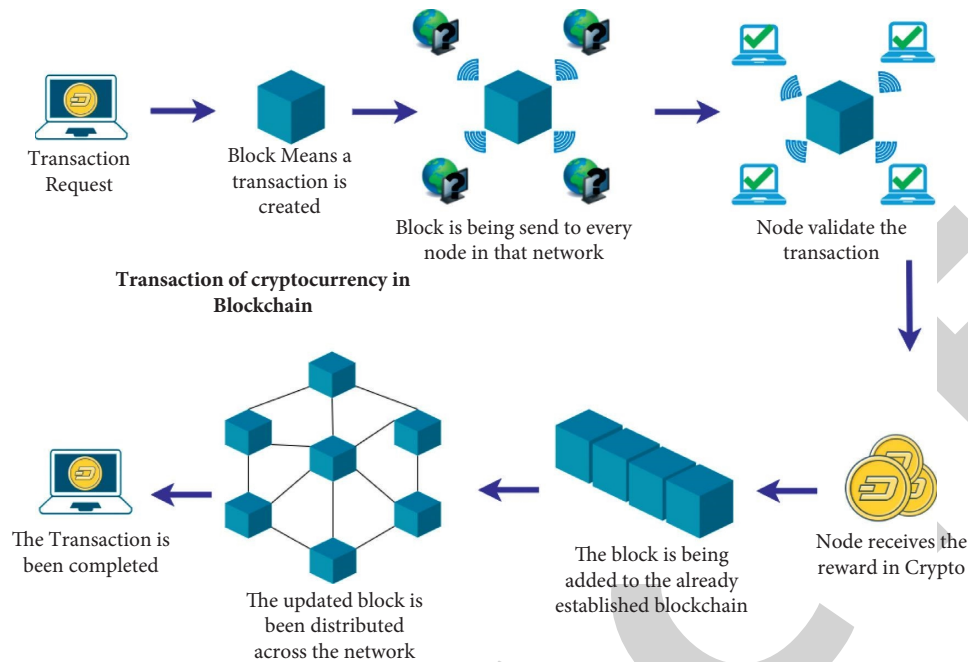 Transaction
Request
Block Means a
transaction is
created
Block is being send to every
node in that network
Node validate the
transaction
Transaction of cryptocurrency in
Blockchain
The Transaction is
been completed
The updated block is
been distributed
across the network
The block is being
added to the already
established blockchain
Node receives the
reward in Crypto